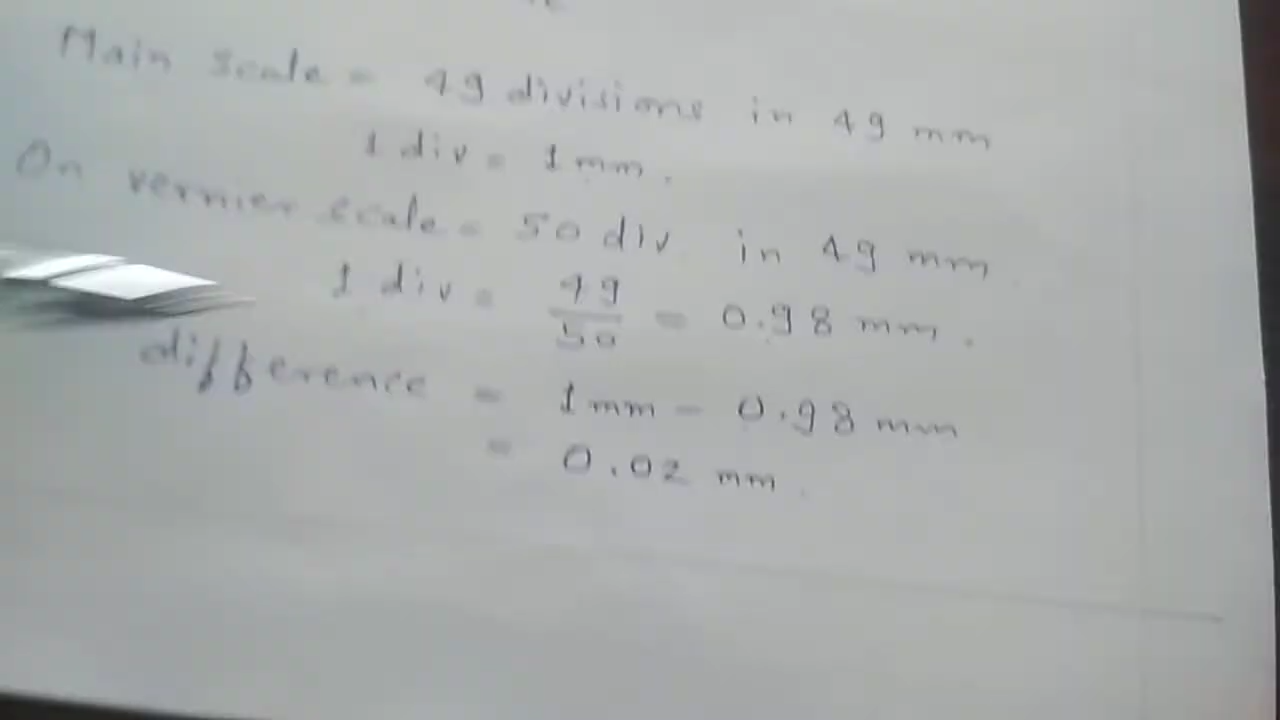 Main scale = 49 divisions in 49 mm
1 div = 1 mm.
On vernier scale = 50 div in 49 mm
1 div = 49/50 = 0.98 mm.
difference = 1 mm - 0.98 mm
= 0.02 mm.